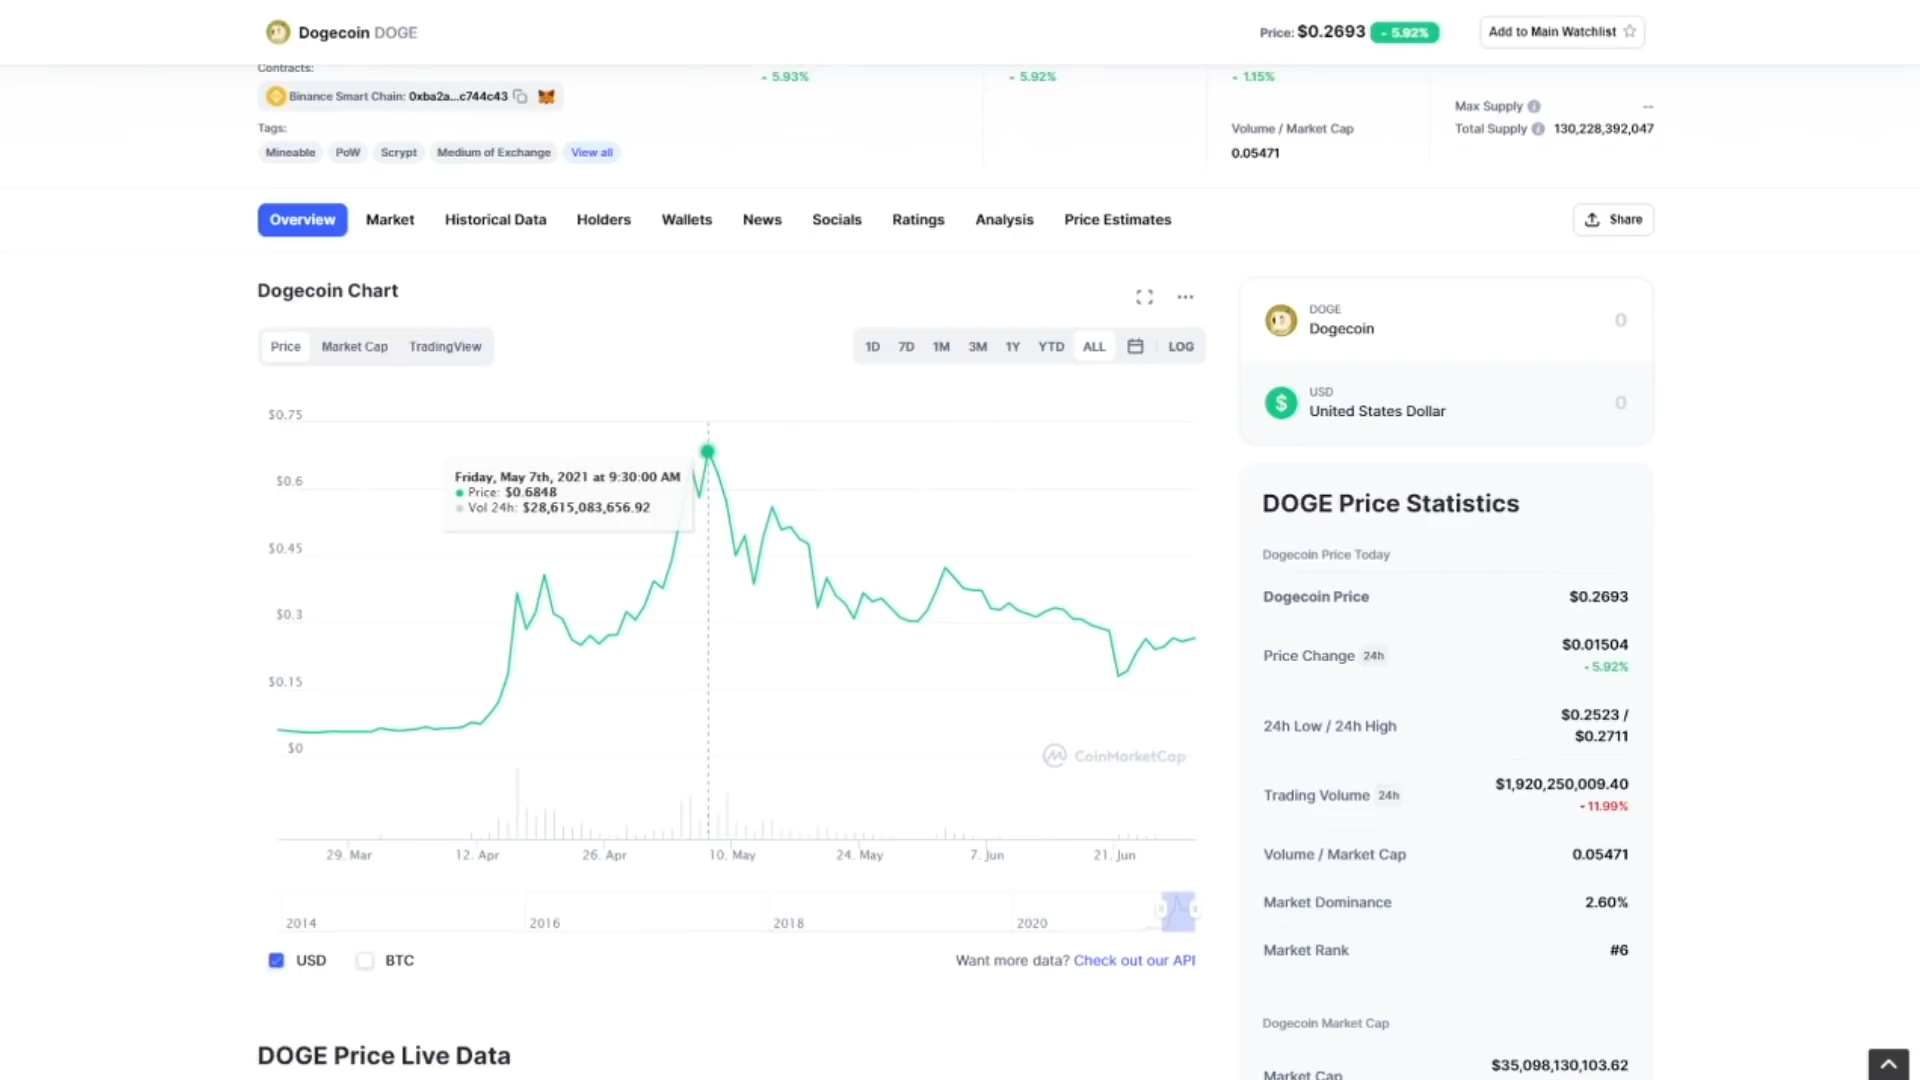 Dogecoin DOGE
Price: $0.2693 - 5.92%
Add to Main Watchlist
Contracts:
Binance Smart Chain: 0xba2a...c744c43
Tags:
Mineable PoW Scrypt Medium of Exchange View all
- 5.93%
- 5.92%
- 1.15%
Volume / Market Cap
0.05471
Max Supply --
Total Supply 130,228,392,047
Overview Market Historical Data Holders Wallets News Socials Ratings Analysis Price Estimates
Share
Dogecoin Chart
Price Market Cap TradingView
1D 7D 1M 3M 1Y YTD ALL LOG
$0.75
$0.6
$0.45
$0.3
$0.15
$0
Friday, May 7th, 2021 at 9:30:00 AM
Price: $0.6848
Vol 24h: $28,615,083,656.92
CoinMarketCap
29. Mar 12. Apr 26. Apr 10. May 24. May 7. Jun 21. Jun
2014 2016 2018 2020
USD BTC
Want more data? Check out our API
DOGE Price Live Data
DOGE
Dogecoin
0
USD
United States Dollar
0
DOGE Price Statistics
Dogecoin Price Today
Dogecoin Price $0.2693
Price Change 24h $0.01504
- 5.92%
24h Low / 24h High $0.2523 /
$0.2711
Trading Volume 24h $1,920,250,009.40
- 11.99%
Volume / Market Cap 0.05471
Market Dominance 2.60%
Market Rank #6
Dogecoin Market Cap
Market Cap $35,098,130,103.62